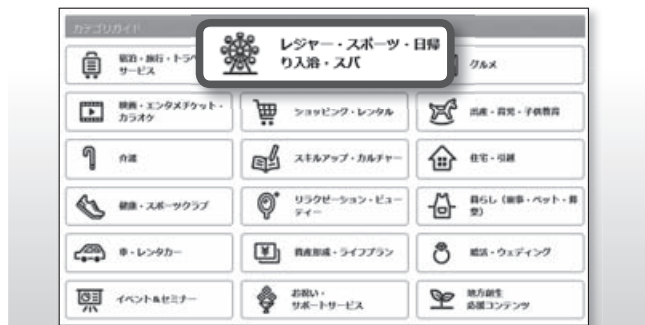 カテゴリガイド
レジャー・スポーツ・日帰
り入浴・スパ
宿泊・旅行・トラベ
サービス
グルメ
映画・エンタメチケット・
カラオケ
ショッピング・レンタル
出産・育児・子供教育
介護
スキルアップ・カルチャー
住宅・引越
健康・スポーツクラブ
リラクゼーション・ビュー
ティー
暮らし（家事・ペット・葬
祭）
車・レンタカー
資産形成・ライフプラン
婚活・ウェディング
イベント&セミナー
お祝い・
サポートサービス
地方創生
応援コンテンツ